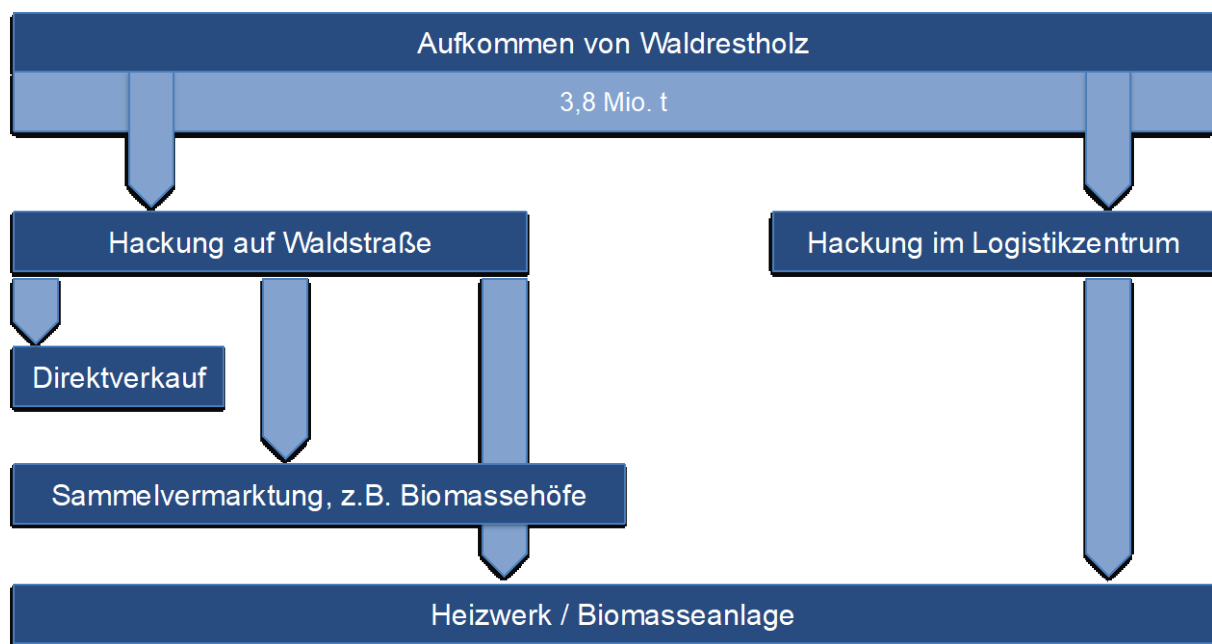 Aufkommen von Waldrestholz
3,8 Mio. t
Hackung auf Waldstraße
Hackung im Logistikzentrum
Direktverkauf
Sammelvermarktung, z.B. Biomassehöfe
Heizwerk / Biomasseanlage